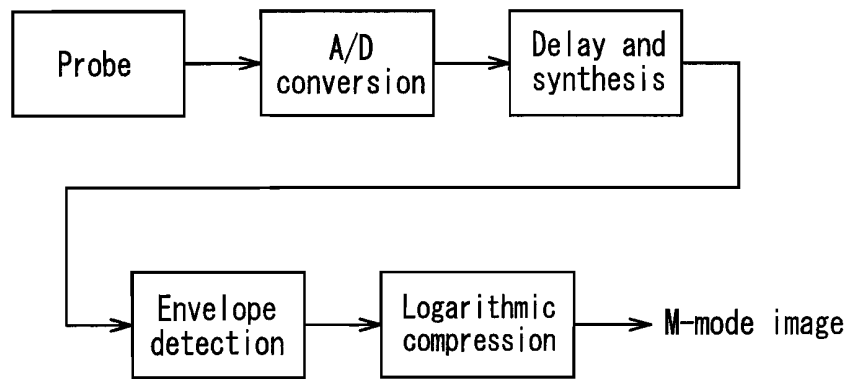 Probe
A/D
conversion
Delay and
synthesis
Envelope
detection
Logarithmic
compression
M-mode image